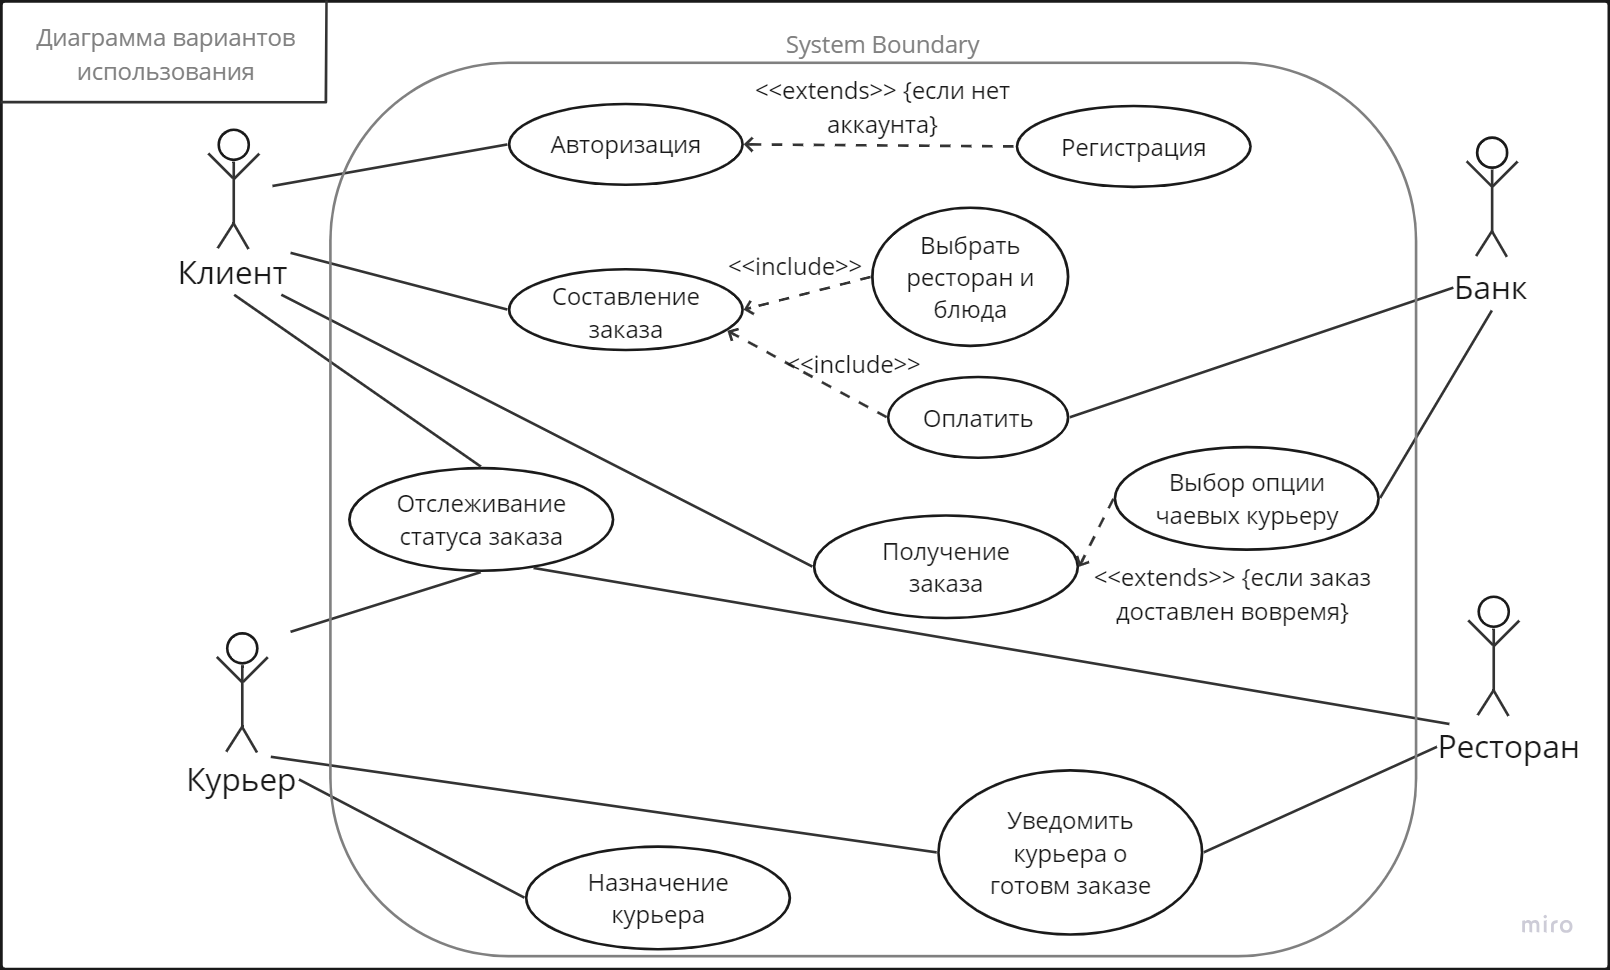 Диаграмма вариантов
использования
System Boundary
<<extends>> {если нет
аккаунта}
Авторизация
Регистрация
Клиент
Банк
<<include>>
Выбрать
ресторан и
блюда
Составление
заказа
<<include>>
Оплатить
Отслеживание
статуса заказа
Выбор опции
чаевых курьеру
Получение
заказа
<<extends>> {если заказ
доставлен вовремя}
Курьер
Ресторан
Уведомить
курьера о
готовм заказе
Назначение
курьера
miro